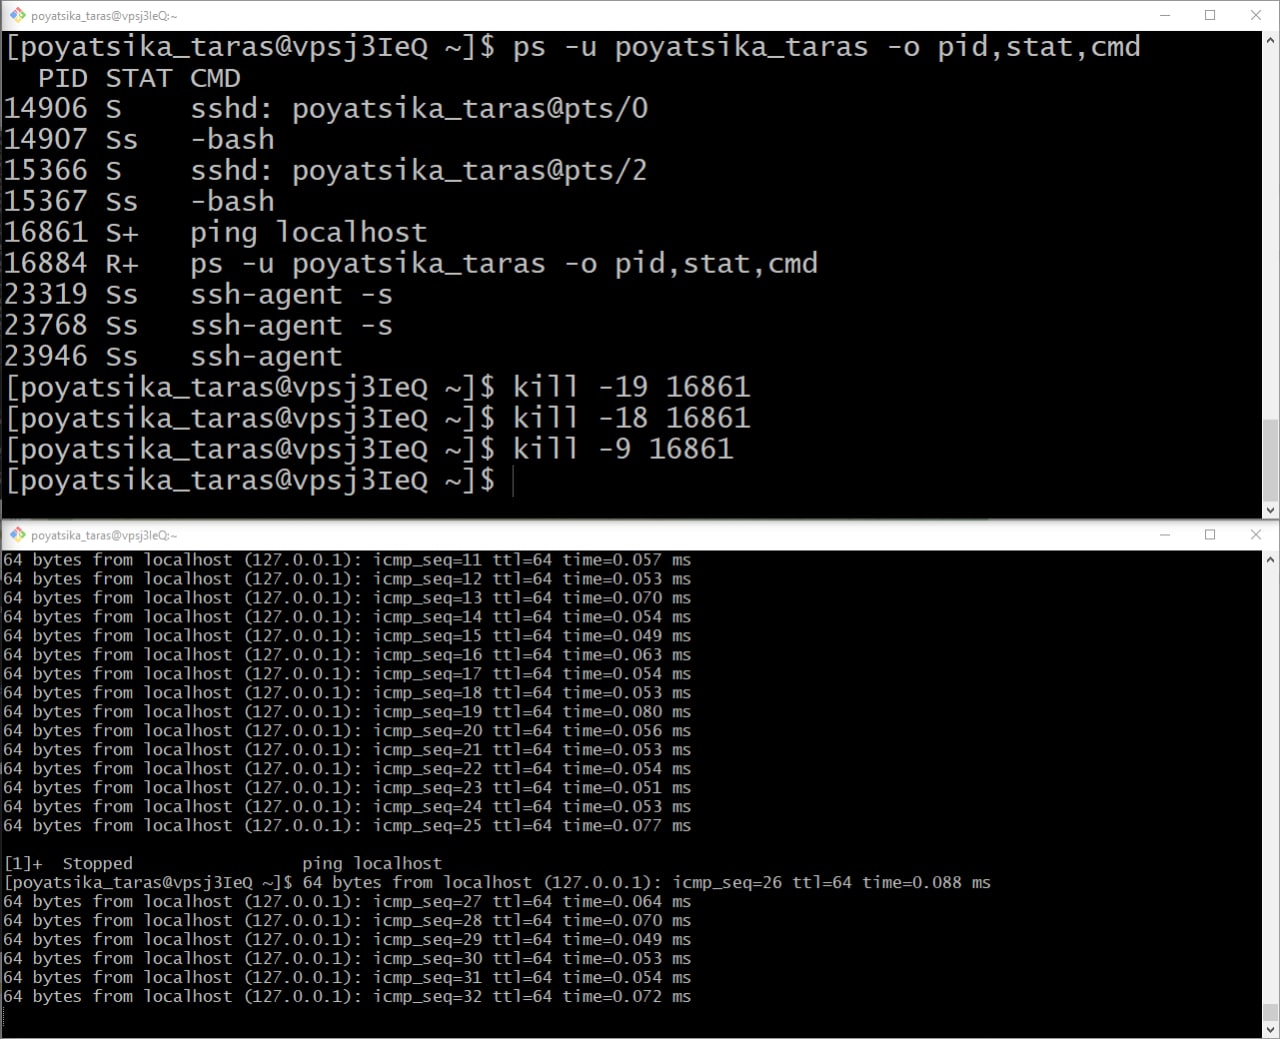 poyatsika_taras@vpsj3IeQ:~
[poyatsika_taras@vpsj3IeQ ~]$ ps -u poyatsika_taras -o pid,stat,cmd
  PID STAT CMD
14906 S    sshd: poyatsika_taras@pts/0
14907 Ss   -bash
15366 S    sshd: poyatsika_taras@pts/2
15367 Ss   -bash
16861 S+   ping localhost
16884 R+   ps -u poyatsika_taras -o pid,stat,cmd
23319 Ss   ssh-agent -s
23768 Ss   ssh-agent -s
23946 Ss   ssh-agent
[poyatsika_taras@vpsj3IeQ ~]$ kill -19 16861
[poyatsika_taras@vpsj3IeQ ~]$ kill -18 16861
[poyatsika_taras@vpsj3IeQ ~]$ kill -9 16861
[poyatsika_taras@vpsj3IeQ ~]$
poyatsika_taras@vpsj3IeQ:~
64 bytes from localhost (127.0.0.1): icmp_seq=11 ttl=64 time=0.057 ms
64 bytes from localhost (127.0.0.1): icmp_seq=12 ttl=64 time=0.053 ms
64 bytes from localhost (127.0.0.1): icmp_seq=13 ttl=64 time=0.070 ms
64 bytes from localhost (127.0.0.1): icmp_seq=14 ttl=64 time=0.054 ms
64 bytes from localhost (127.0.0.1): icmp_seq=15 ttl=64 time=0.049 ms
64 bytes from localhost (127.0.0.1): icmp_seq=16 ttl=64 time=0.063 ms
64 bytes from localhost (127.0.0.1): icmp_seq=17 ttl=64 time=0.054 ms
64 bytes from localhost (127.0.0.1): icmp_seq=18 ttl=64 time=0.053 ms
64 bytes from localhost (127.0.0.1): icmp_seq=19 ttl=64 time=0.080 ms
64 bytes from localhost (127.0.0.1): icmp_seq=20 ttl=64 time=0.056 ms
64 bytes from localhost (127.0.0.1): icmp_seq=21 ttl=64 time=0.053 ms
64 bytes from localhost (127.0.0.1): icmp_seq=22 ttl=64 time=0.054 ms
64 bytes from localhost (127.0.0.1): icmp_seq=23 ttl=64 time=0.051 ms
64 bytes from localhost (127.0.0.1): icmp_seq=24 ttl=64 time=0.053 ms
64 bytes from localhost (127.0.0.1): icmp_seq=25 ttl=64 time=0.077 ms
[1]+  Stopped                 ping localhost
[poyatsika_taras@vpsj3IeQ ~]$ 64 bytes from localhost (127.0.0.1): icmp_seq=26 ttl=64 time=0.088 ms
64 bytes from localhost (127.0.0.1): icmp_seq=27 ttl=64 time=0.064 ms
64 bytes from localhost (127.0.0.1): icmp_seq=28 ttl=64 time=0.070 ms
64 bytes from localhost (127.0.0.1): icmp_seq=29 ttl=64 time=0.049 ms
64 bytes from localhost (127.0.0.1): icmp_seq=30 ttl=64 time=0.053 ms
64 bytes from localhost (127.0.0.1): icmp_seq=31 ttl=64 time=0.054 ms
64 bytes from localhost (127.0.0.1): icmp_seq=32 ttl=64 time=0.072 ms